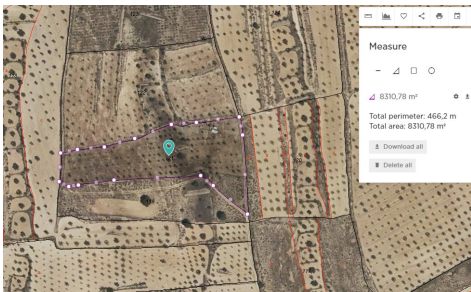 Measure
8310,78 m²
Total perimeter: 466,2 m
Total area: 8310,78 m²
Download all
Delete all